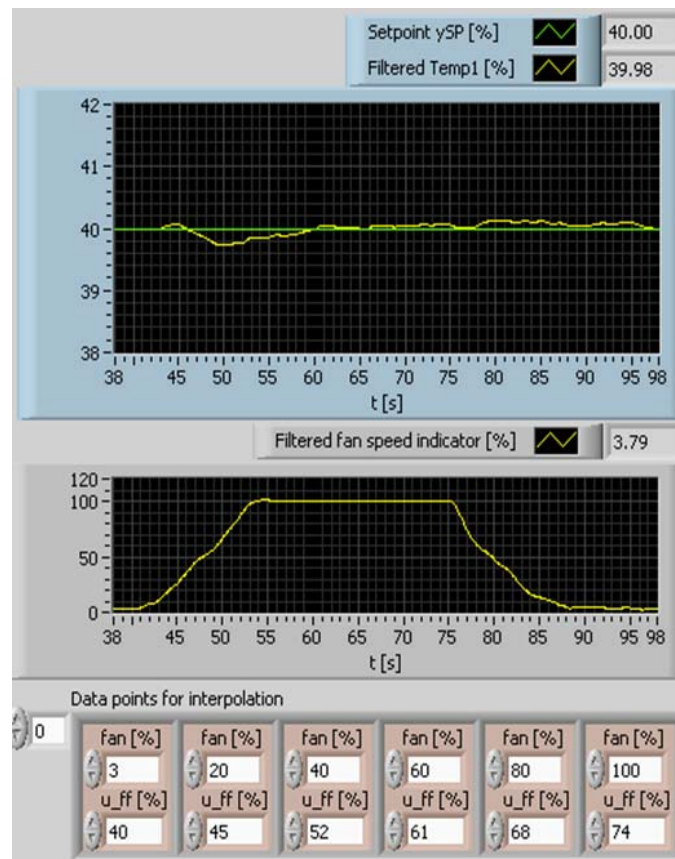 Setpoint ySP [%] 40.00
Filtered Temp1 [%] 39.98
42
41
40
39
38
38 45 50 55 60 65 70 75 80 85 90 95 98
t [s]
Filtered fan speed indicator [%] 3.79
120
100
50
0
38 45 50 55 60 65 70 75 80 85 90 95 98
t [s]
Data points for interpolation
0
fan [%] fan [%] fan [%] fan [%] fan [%] fan [%]
3 20 40 60 80 100
u_ff [%] u_ff [%] u_ff [%] u_ff [%] u_ff [%] u_ff [%]
40 45 52 61 68 74